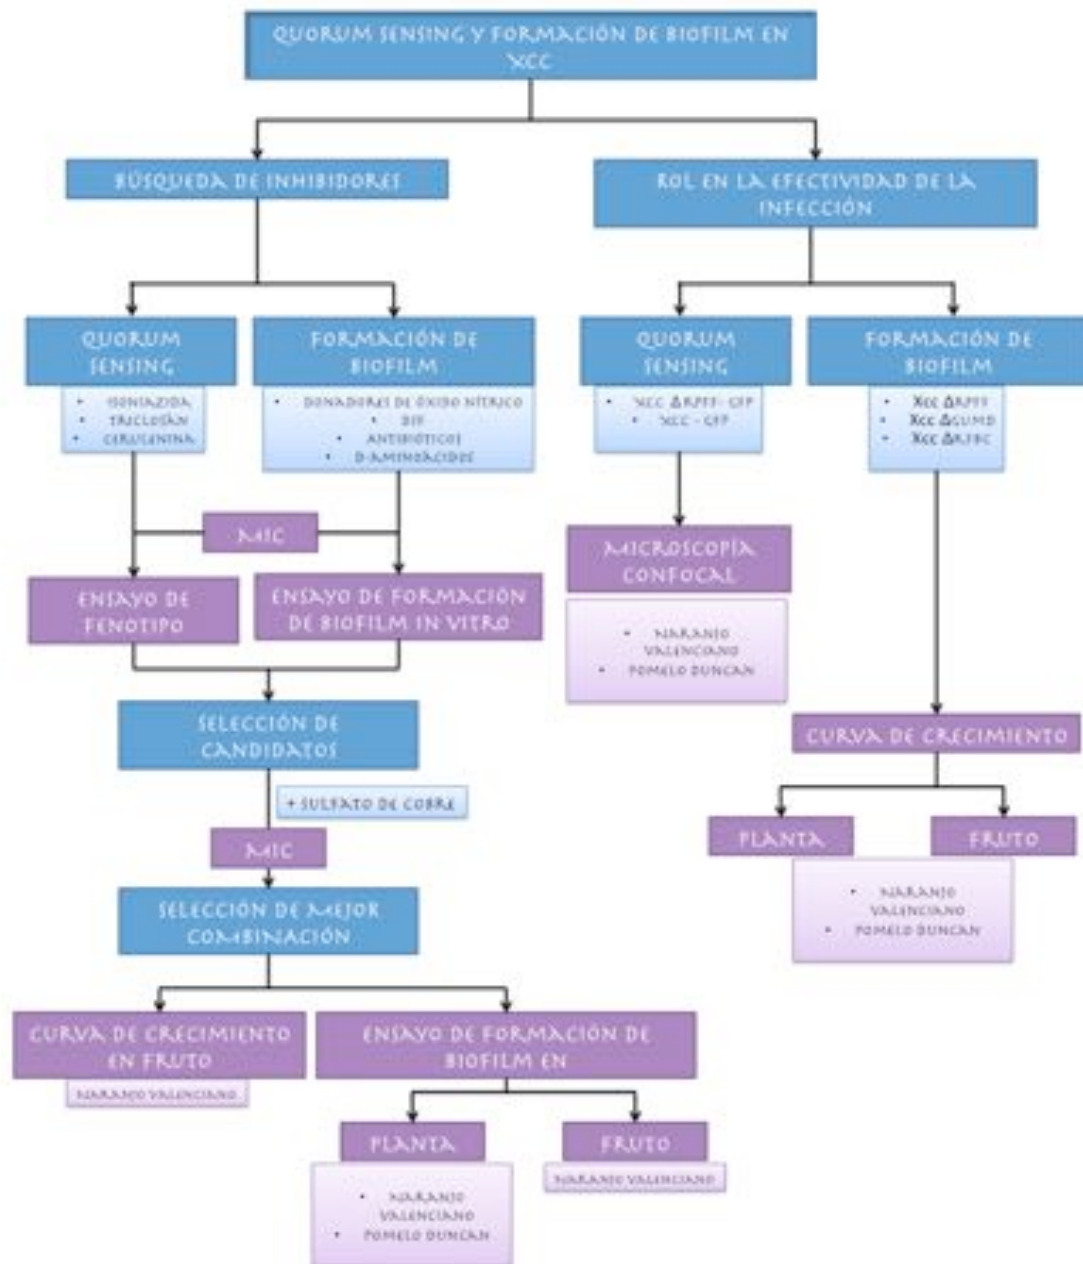 QUORUM SENSING Y FORMACIÓN DE BIOFILM EN
XCC
BÚSQUEDA DE INHIBIDORES
ROL EN LA EFECTIVIDAD DE LA
INFECCIÓN
QUORUM
SENSING
• ISONIAZIDA
• TRICLOSÁN
• CERULENINA
FORMACIÓN DE
BIOFILM
• DONADORES DE ÓXIDO NÍTRICO
• DSF
• ANTIBIÓTICOS
• D-AMINOÁCIDOS
QUORUM
SENSING
• XCC ΔRPFF- GFP
• XCC - GFP
FORMACIÓN DE
BIOFILM
• XCC ΔRPFF
• XCC ΔGUMD
• XCC ΔRFBC
MIC
ENSAYO DE
FENOTIPO
ENSAYO DE FORMACIÓN
DE BIOFILM IN VITRO
MICROSCOPÍA
CONFOCAL
• NARANJO
VALENCIANO
• POMELO DUNCAN
SELECCIÓN DE
CANDIDATOS
+ SULFATO DE COBRE
MIC
CURVA DE CRECIMIENTO
PLANTA
FRUTO
• NARANJO
VALENCIANO
• POMELO DUNCAN
SELECCIÓN DE MEJOR
COMBINACIÓN
CURVA DE CRECIMIENTO
EN FRUTO
NARANJO VALENCIANO
ENSAYO DE FORMACIÓN DE
BIOFILM EN
PLANTA
• NARANJO
VALENCIANO
• POMELO DUNCAN
FRUTO
NARANJO VALENCIANO